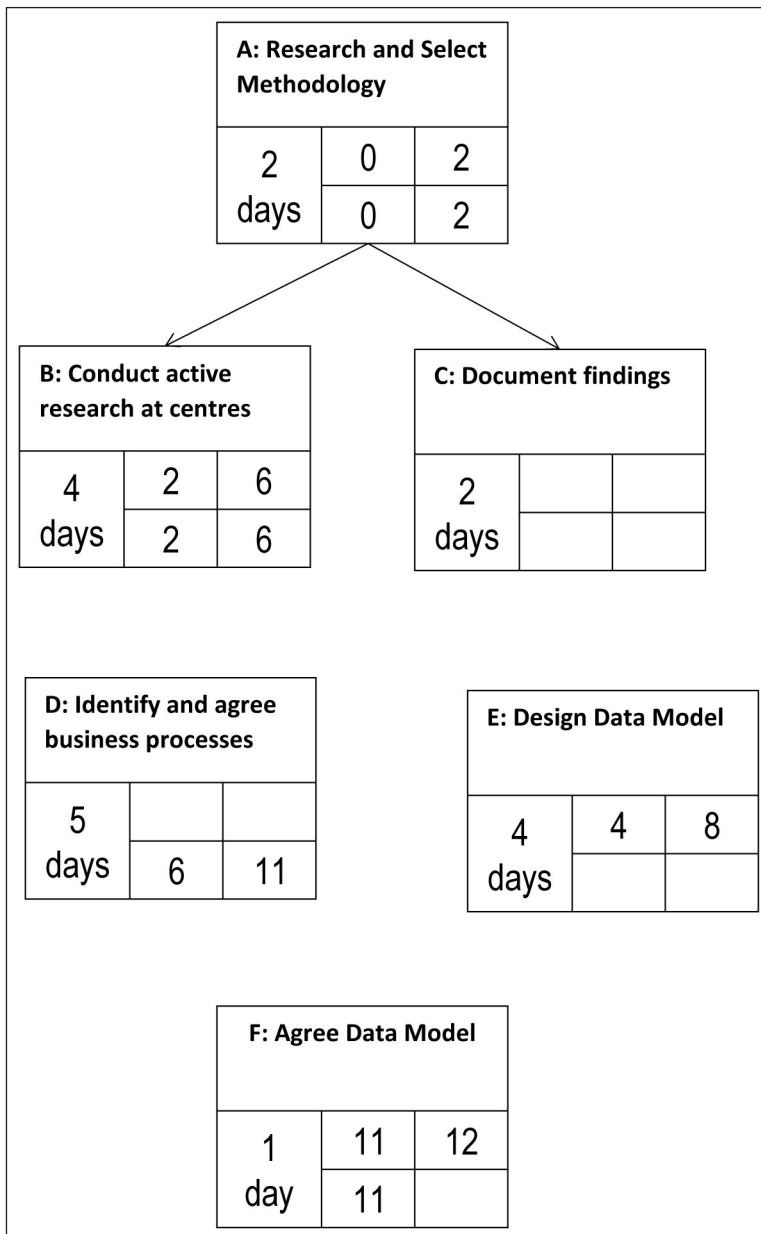 A: Research and Select
Methodology
2
days
0
2
0
2
B: Conduct active
research at centres
4
days
2
6
2
6
C: Document findings
2
days
D: Identify and agree
business processes
5
days
6
11
E: Design Data Model
4
days
4
8
F: Agree Data Model
1
day
11
12
11